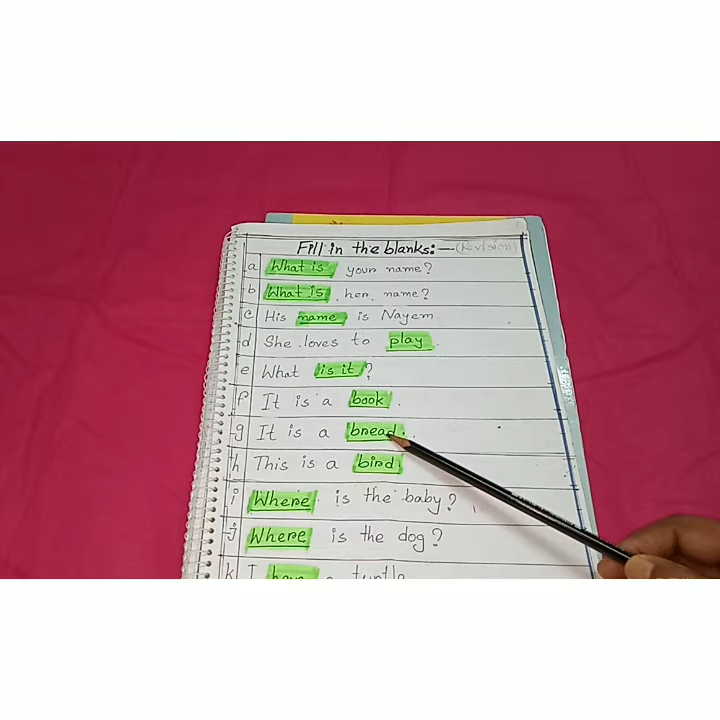 Fill in the blanks:— (Revision)
a What is your name?
b What is her name?
c His name is Nayem
d She loves to play.
e What is it?
f It is a book.
g It is a bread.
h This is a bird.
i Where is the baby?
j Where is the dog?
k I have a turtle